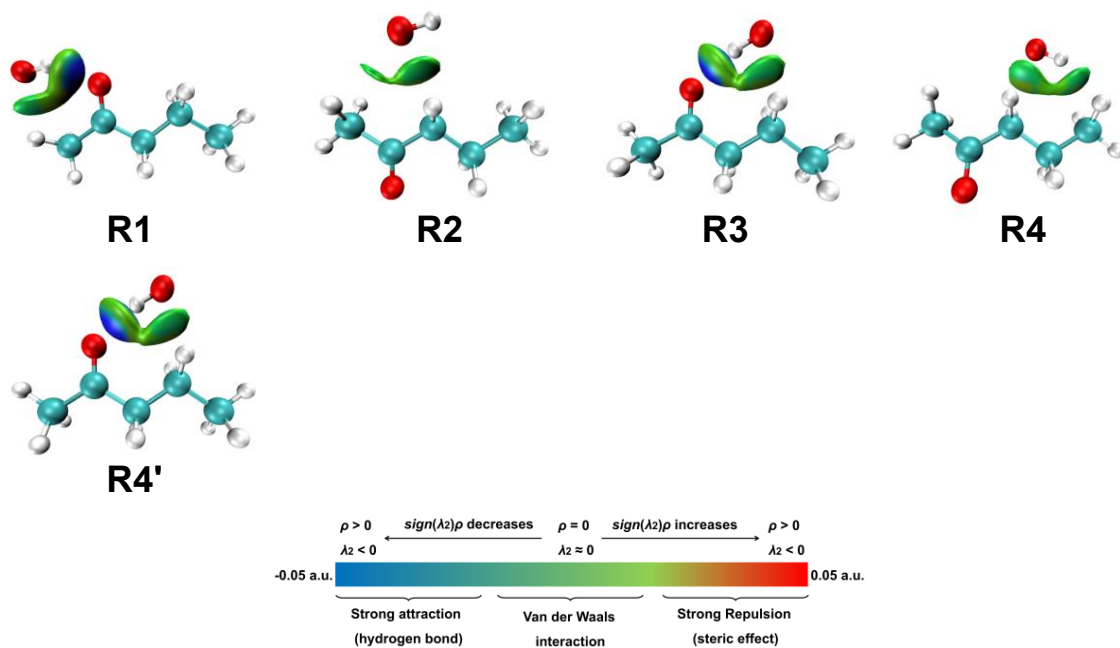 R1
R2
R3
R4
R4'
ρ > 0 sign(λ₂)ρ decreases ρ = 0 sign(λ₂)ρ increases ρ > 0
λ₂ < 0 λ₂ ≈ 0 λ₂ < 0
-0.05 a.u. 0.05 a.u.
Strong attraction Van der Waals Strong Repulsion
(hydrogen bond) interaction (steric effect)